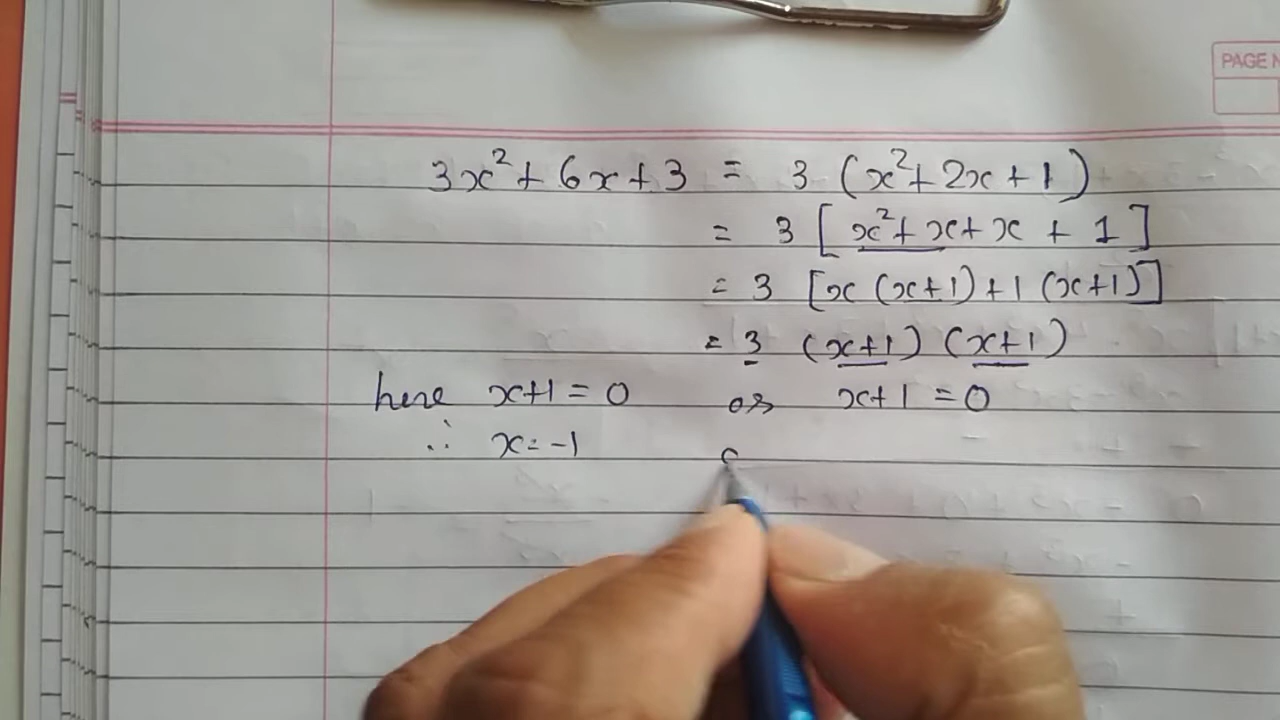 PAGE N
3x² + 6x + 3 = 3 (x² + 2x + 1)
= 3 [x² + x + x + 1]
= 3 [x (x+1) + 1 (x+1)]
= 3 (x+1) (x+1)
here x+1 = 0 or x+1 = 0
∴ x = -1